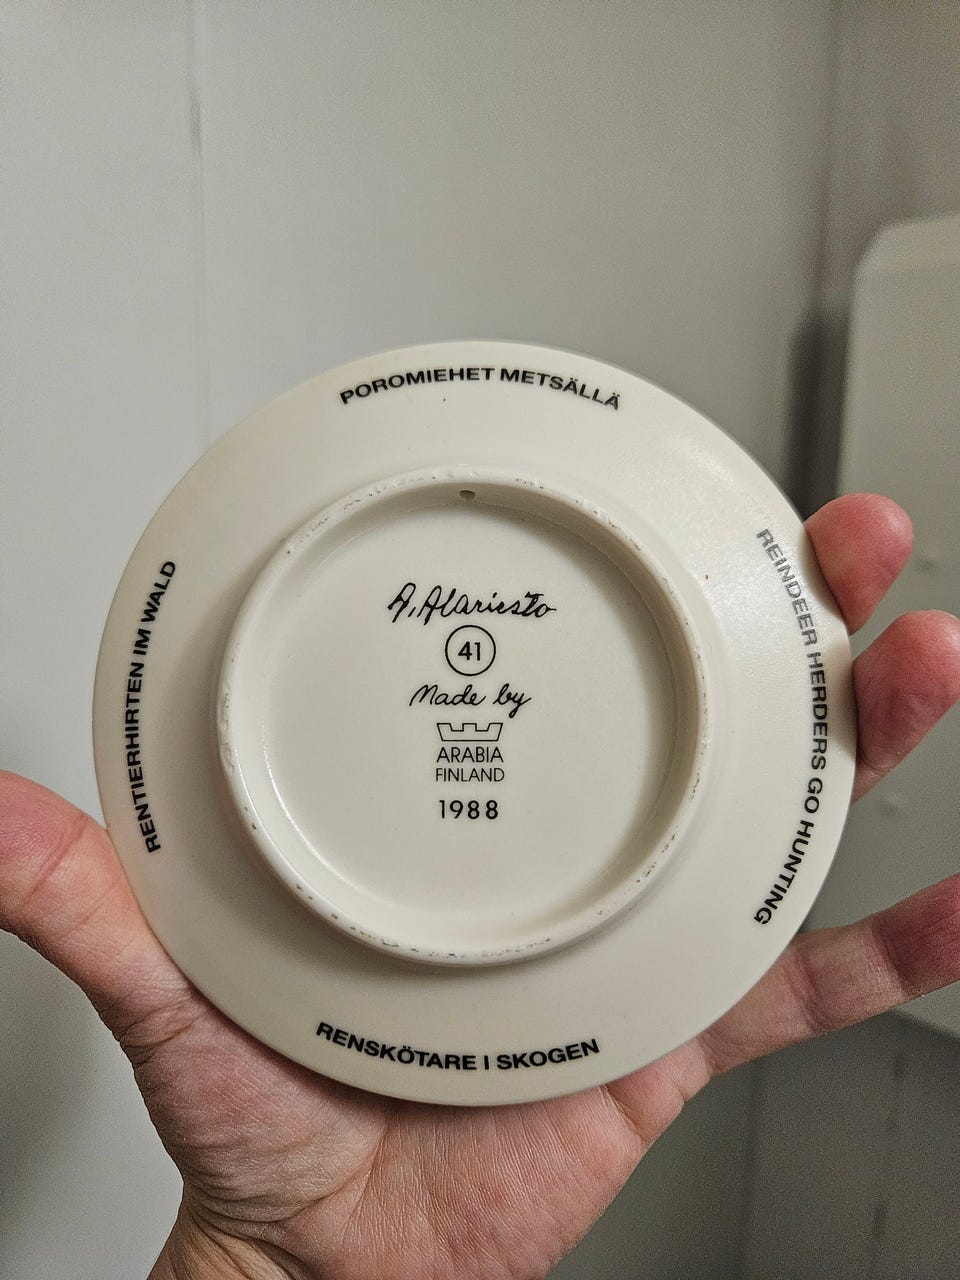 POROMIEHET METSÄLLÄ
REINDEER HERDERS GO HUNTING
RENSKÖTARE I SKOGEN
RENTIERHIRTEN IM WALD
A. Alariesto
41
Made by
ARABIA
FINLAND
1988